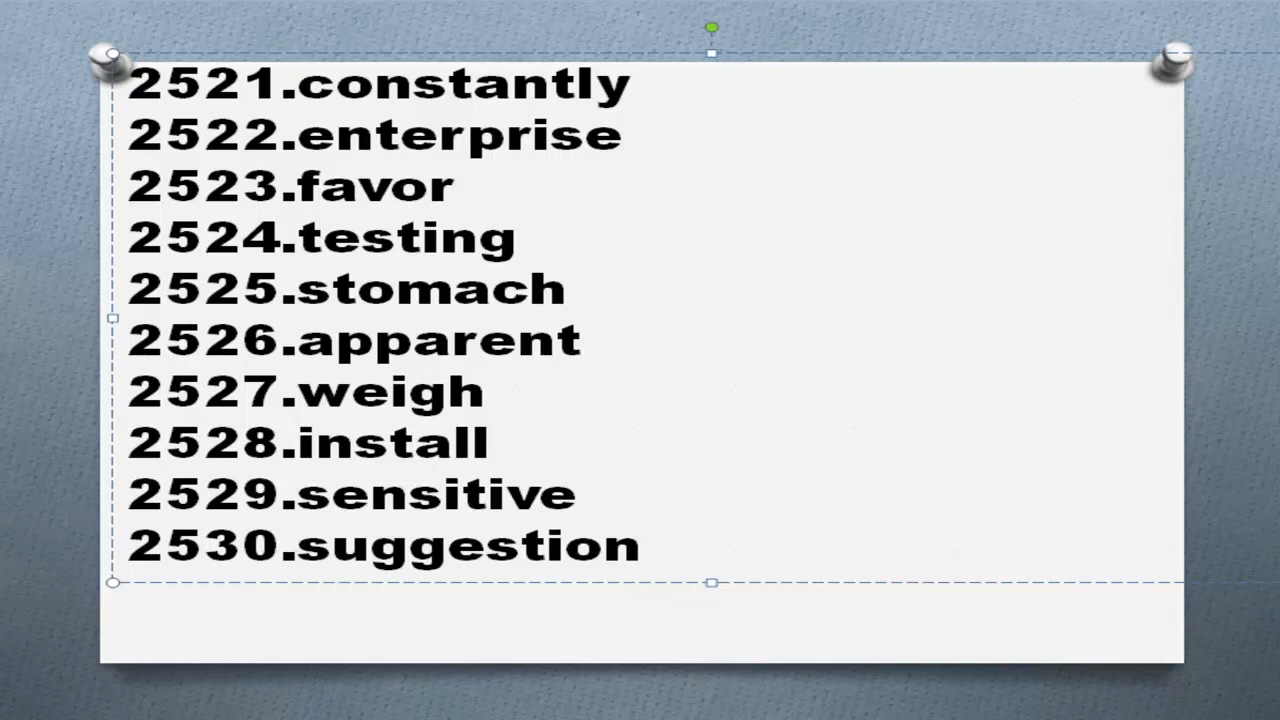 2521.constantly
2522.enterprise
2523.favor
2524.testing
2525.stomach
2526.apparent
2527.weigh
2528.install
2529.sensitive
2530.suggestion